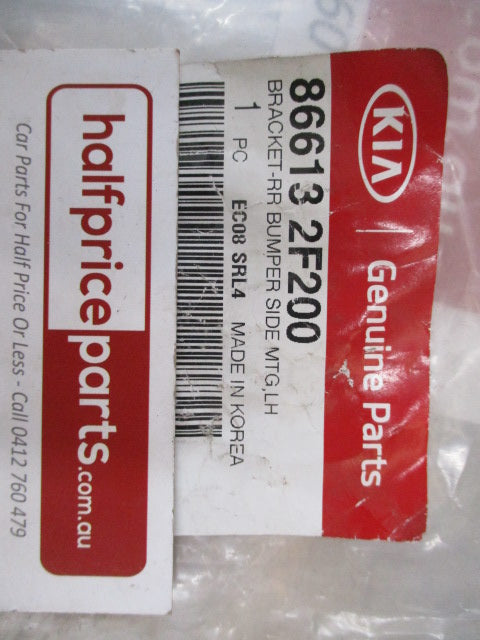 KIA | Genuine Parts
86613 2F200
BRACKET-RR BUMPER SIDE MTG,LH
1 PC EC08 SRL4 MADE IN KOREA
halfpriceparts.com.au
Car Parts For Half Price Or Less - Call 0412 760 479